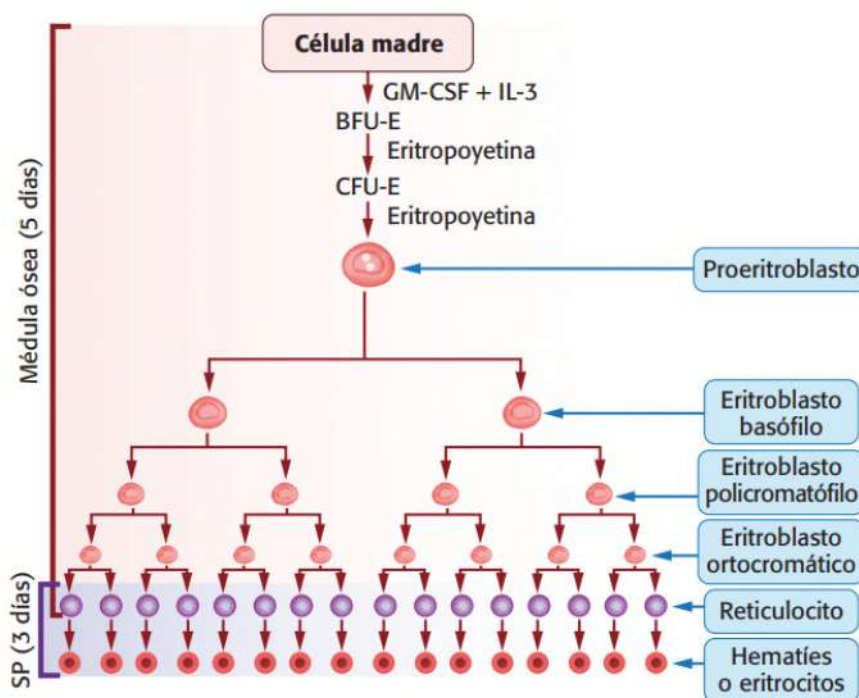 Célula madre
GM-CSF + IL-3
BFU-E
Eritropoyetina
CFU-E
Eritropoyetina
Proeritroblasto
Médula ósea (5 días)
Eritroblasto
basófilo
Eritroblasto
policromatófilo
Eritroblasto
ortocromático
SP (3 días)
Reticulocito
Hematíes
o eritrocitos